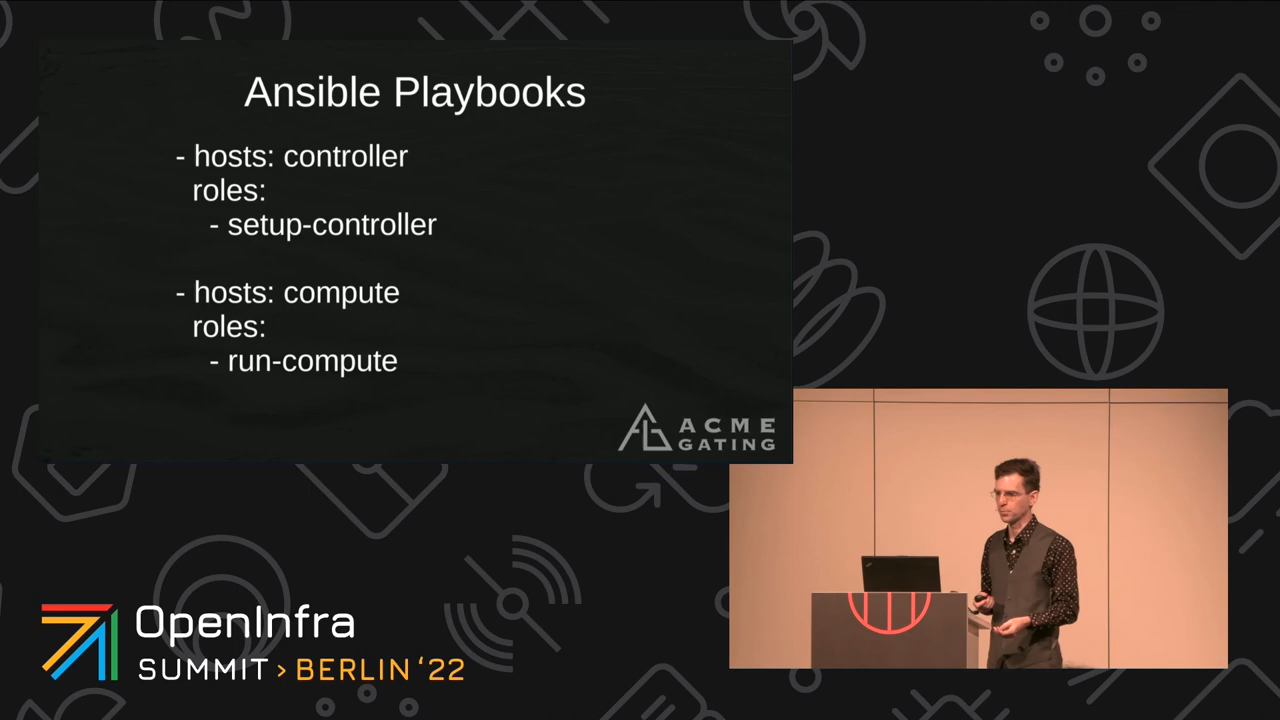 Ansible Playbooks
- hosts: controller
roles:
- setup-controller
- hosts: compute
roles:
- run-compute
ACME
GATING
OpenInfra
SUMMIT > BERLIN '22